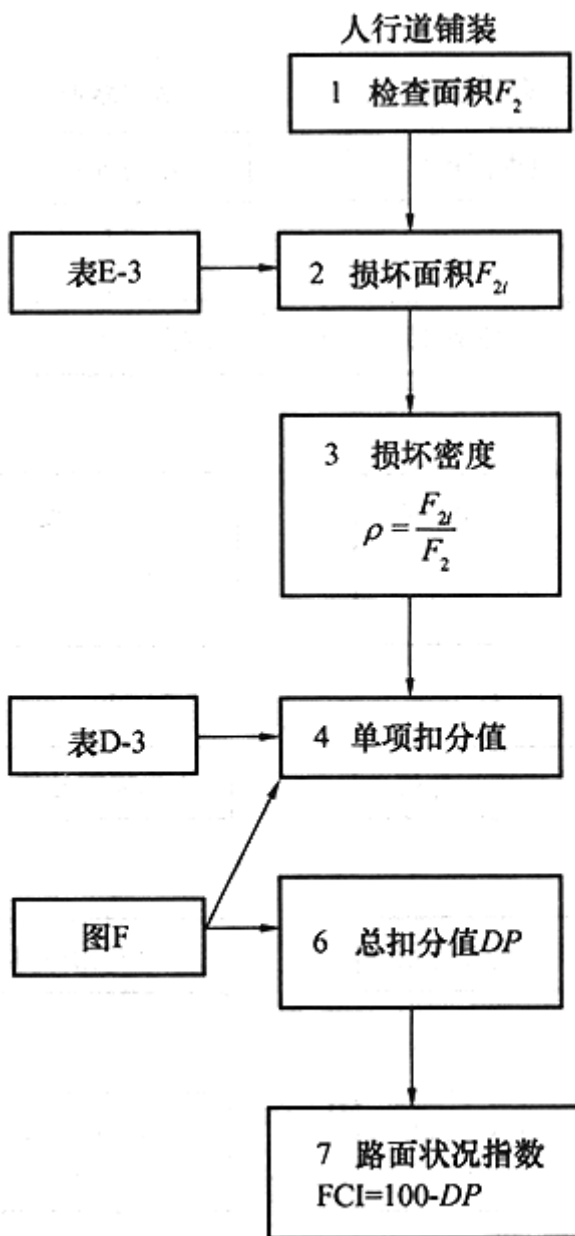 人行道铺装
1 检查面积F₂
表E-3
2 损坏面积F₂ᵢ
3 损坏密度
ρ=F₂ᵢ/F₂
表D-3
4 单项扣分值
图F
6 总扣分值DP
7 路面状况指数
FCI=100-DP